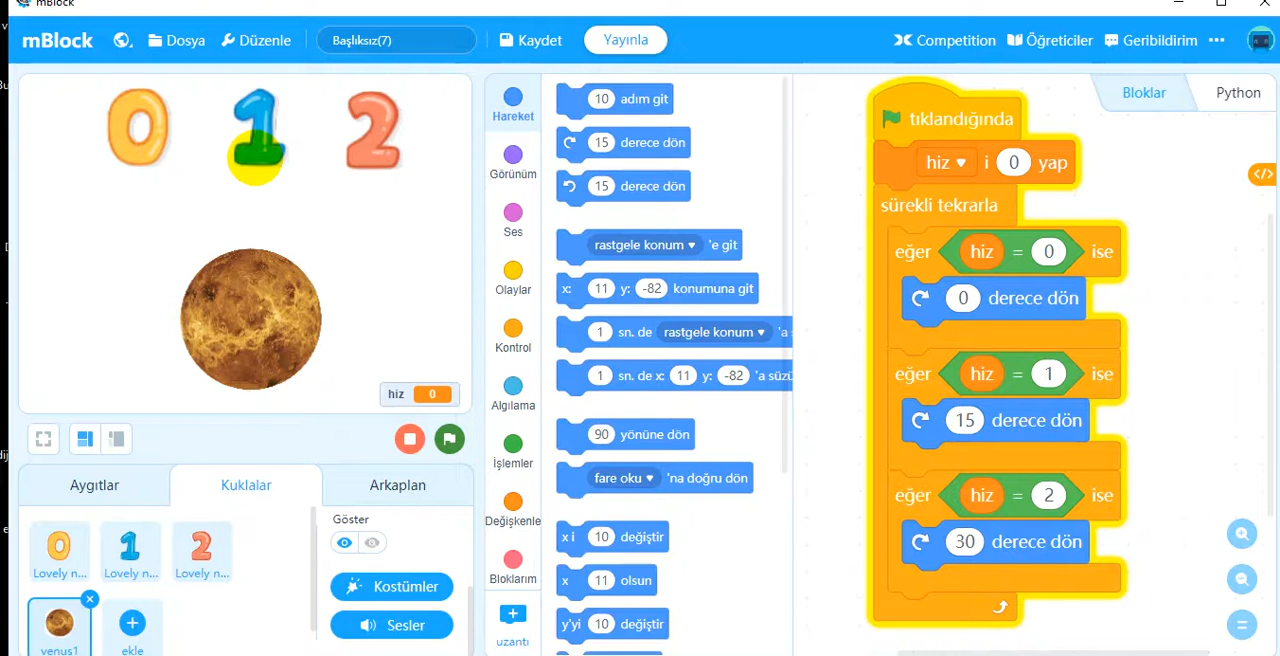 mBlock
mBlock Dosya Düzenle Başlıksız(7) Kaydet Yayınla Competition Öğreticiler Geribildirim
0 1 2
hiz 0
Aygıtlar Kuklalar Arkaplan
Lovely n... Lovely n... Lovely n...
venus1 ekle
Göster
Kostümler
Sesler
Hareket
Görünüm
Ses
Olaylar
Kontrol
Algılama
İşlemler
Değişkenle
Bloklarım
uzantı
10 adım git
15 derece dön
15 derece dön
rastgele konum 'e git
x: 11 y: -82 konumuna git
1 sn. de rastgele konum 'a s
1 sn. de x: 11 y: -82 'a süzü
90 yönüne dön
fare oku 'na doğru dön
x i 10 değiştir
x 11 olsun
y'yi 10 değiştir
Bloklar Python
tıklandığında
hiz i 0 yap
sürekli tekrarla
eğer hiz = 0 ise
0 derece dön
eğer hiz = 1 ise
15 derece dön
eğer hiz = 2 ise
30 derece dön